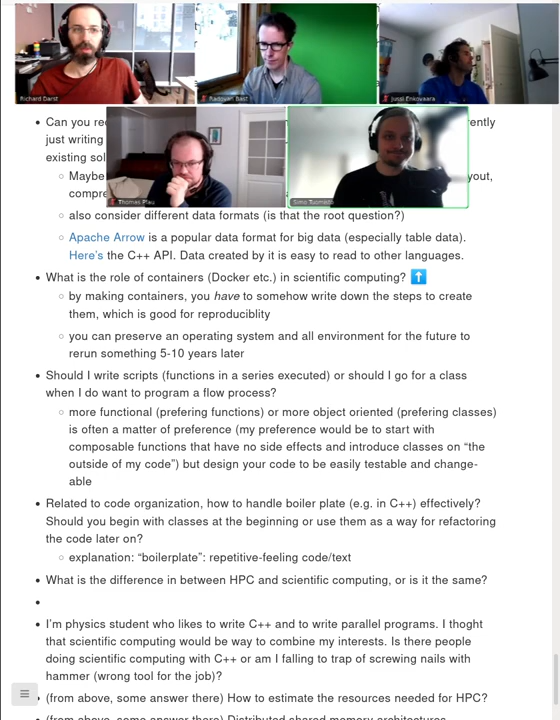 Richard Darst
Radovan Bast
Jussi Enkovaara
Thomas Pfau
Simo Tuomisto
Can you re rently
just writing
existing sol
Maybe yout,
compre
also consider different data formats (is that the root question?)
Apache Arrow is a popular data format for big data (especially table data).
Here's the C++ API. Data created by it is easy to read to other languages.
What is the role of containers (Docker etc.) in scientific computing? ⬆️
by making containers, you have to somehow write down the steps to create
them, which is good for reproduciblity
you can preserve an operating system and all environment for the future to
rerun something 5-10 years later
Should I write scripts (functions in a series executed) or should I go for a class
when I do want to program a flow process?
more functional (prefering functions) or more object oriented (prefering classes)
is often a matter of preference (my preference would be to start with
composable functions that have no side effects and introduce classes on “the
outside of my code”) but design your code to be easily testable and change-
able
Related to code organization, how to handle boiler plate (e.g. in C++) effectively?
Should you begin with classes at the beginning or use them as a way for refactoring
the code later on?
explanation: “boilerplate”: repetitive-feeling code/text
What is the difference in between HPC and scientific computing, or is it the same?
I'm physics student who likes to write C++ and to write parallel programs. I thoght
that scientific computing would be way to combine my interests. Is there people
doing scientific computing with C++ or am I falling to trap of screwing nails with
hammer (wrong tool for the job)?
(from above, some answer there) How to estimate the resources needed for HPC?
(from above, some answer there) Distributed shared memory architectures